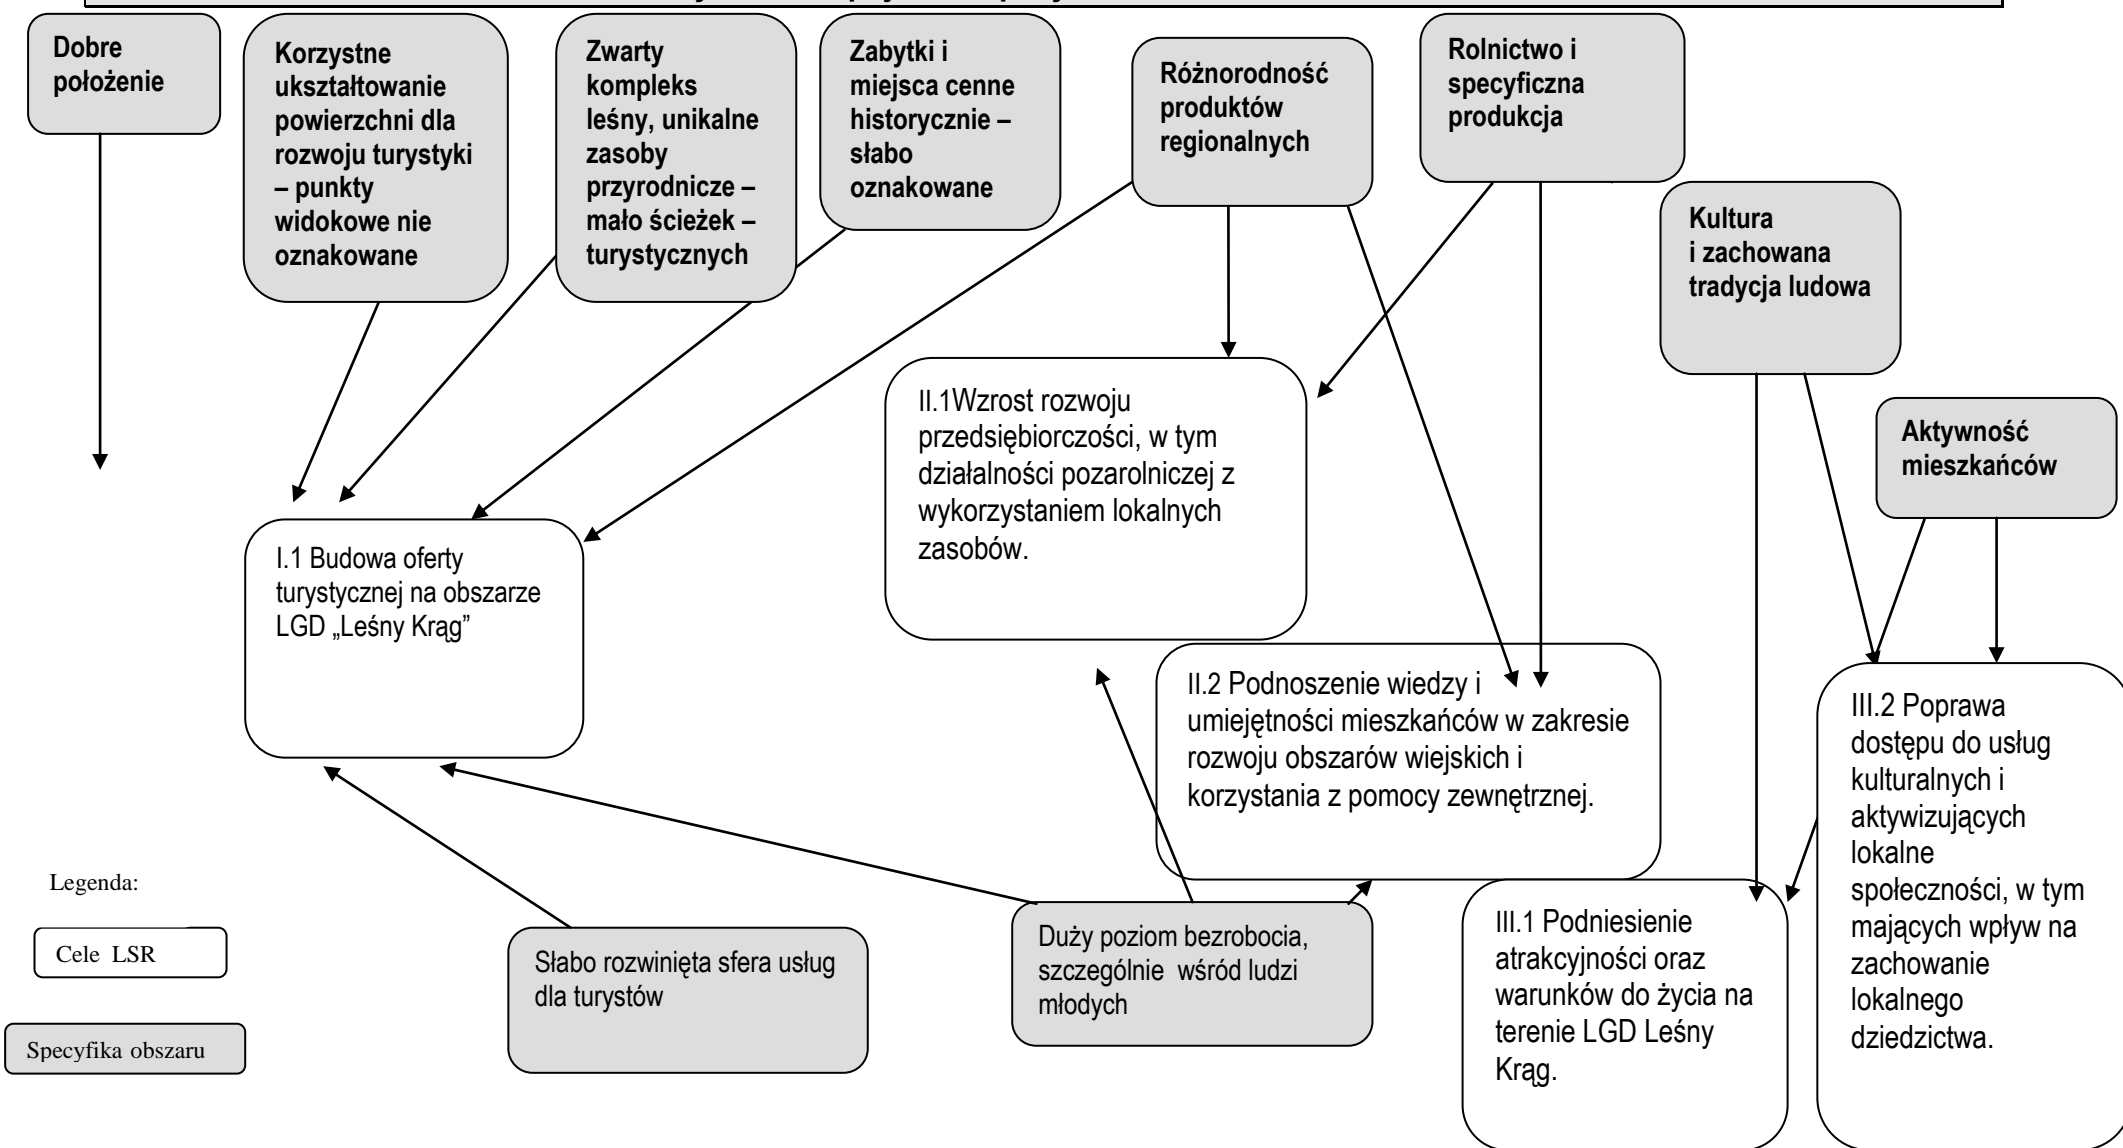 Dobre
położenie
Korzystne
ukształtowanie
powierzchni dla
rozwoju turystyki
– punkty
widokowe nie
oznakowane
Zwarty
kompleks
leśny, unikalne
zasoby
przyrodnicze –
mało ścieżek –
turystycznych
Zabytki i
miejsca cenne
historycznie –
słabo
oznakowane
Różnorodność
produktów
regionalnych
Rolnictwo i
specyficzna
produkcja
Kultura
i zachowana
tradycja ludowa
Aktywność
mieszkańców
II.1Wzrost rozwoju
przedsiębiorczości, w tym
działalności pozarolniczej z
wykorzystaniem lokalnych
zasobów.
I.1 Budowa oferty
turystycznej na obszarze
LGD „Leśny Krąg”
II.2 Podnoszenie wiedzy i
umiejętności mieszkańców w zakresie
rozwoju obszarów wiejskich i
korzystania z pomocy zewnętrznej.
III.2 Poprawa
dostępu do usług
kulturalnych i
aktywizujących
lokalne
społeczności, w tym
mających wpływ na
zachowanie
lokalnego
dziedzictwa.
III.1 Podniesienie
atrakcyjności oraz
warunków do życia na
terenie LGD Leśny
Krąg.
Duży poziom bezrobocia,
szczególnie wśród ludzi
młodych
Słabo rozwinięta sfera usług
dla turystów
Legenda:
Cele LSR
Specyfika obszaru